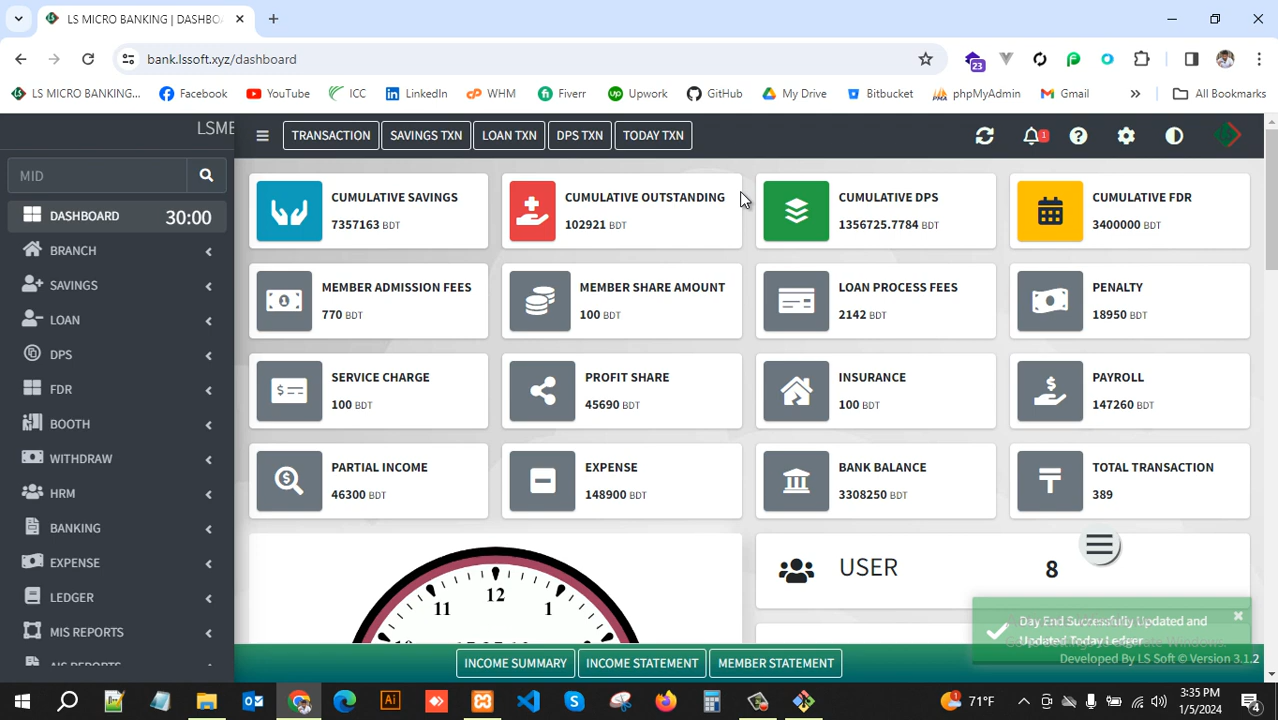 LS MICRO BANKING | DASHBO
bank.lssoft.xyz/dashboard
23
LS MICRO BANKING...
Facebook
YouTube
ICC
LinkedIn
WHM
Fiverr
Upwork
GitHub
My Drive
Bitbucket
phpMyAdmin
Gmail
All Bookmarks
LSME
TRANSACTION
SAVINGS TXN
LOAN TXN
DPS TXN
TODAY TXN
1
MID
DASHBOARD 30:00
BRANCH
SAVINGS
LOAN
DPS
FDR
BOOTH
WITHDRAW
HRM
BANKING
EXPENSE
LEDGER
MIS REPORTS
AIS REPORTS
CUMULATIVE SAVINGS
7357163 BDT
CUMULATIVE OUTSTANDING
102921 BDT
CUMULATIVE DPS
1356725.7784 BDT
CUMULATIVE FDR
3400000 BDT
MEMBER ADMISSION FEES
770 BDT
MEMBER SHARE AMOUNT
100 BDT
LOAN PROCESS FEES
2142 BDT
PENALTY
18950 BDT
SERVICE CHARGE
100 BDT
PROFIT SHARE
45690 BDT
INSURANCE
100 BDT
PAYROLL
147260 BDT
PARTIAL INCOME
46300 BDT
EXPENSE
148900 BDT
BANK BALANCE
3308250 BDT
TOTAL TRANSACTION
389
11
12
1
USER 8
Day End Successfully Updated and
Updated Today Ledger
Windows.
INCOME SUMMARY
INCOME STATEMENT
MEMBER STATEMENT
Developed By LS Soft © Version 3.1.2
1
71°F
3:35 PM
1/5/2024
4